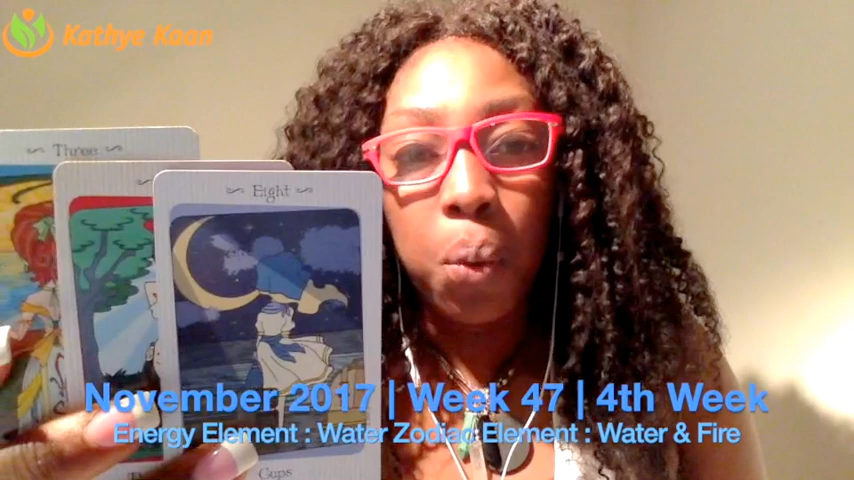 Kathye Koan
Three
Eight
Cups
November 2017 | Week 47 | 4th Week
Energy Element : Water Zodiac Element : Water & Fire